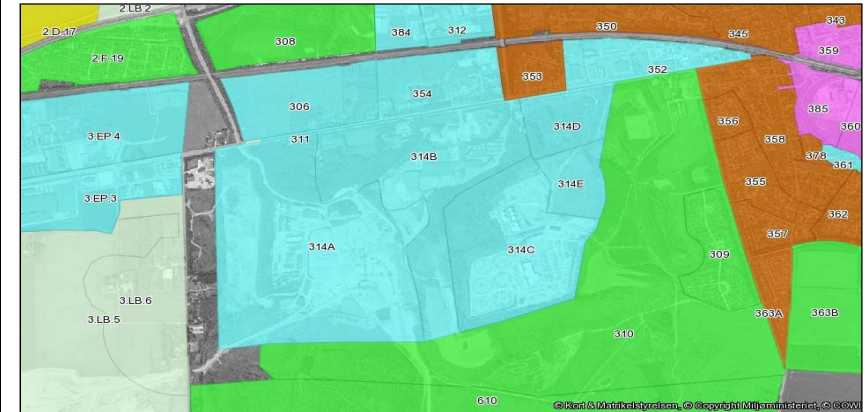 2.LB.2
343
2.D.17
384
312
350
345
308
359
2.F.19
352
353
354
306
385
356
360
314D
3.EP.4
311
358
314B
378
361
355
314E
3.EP.3
362
357
314A
314C
309
3.LB.6
363A
363B
3.LB.5
310
610
© Kort & Matrikelstyrelsen, © Copyright Miljøministeriet, © COWI